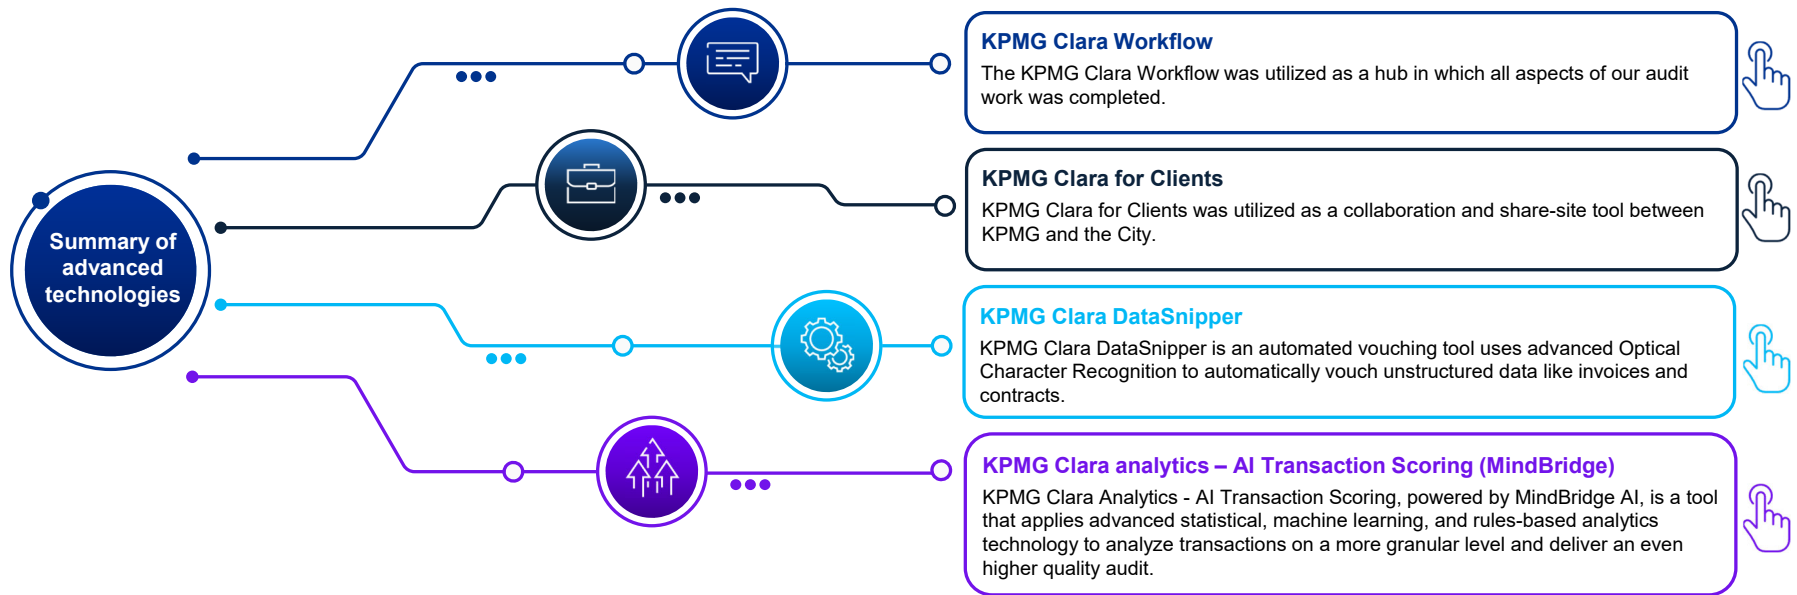 Summary of
advanced
technologies
KPMG Clara Workflow
The KPMG Clara Workflow was utilized as a hub in which all aspects of our audit
work was completed.
KPMG Clara for Clients
KPMG Clara for Clients was utilized as a collaboration and share-site tool between
KPMG and the City.
KPMG Clara DataSnipper
KPMG Clara DataSnipper is an automated vouching tool uses advanced Optical
Character Recognition to automatically vouch unstructured data like invoices and
contracts.
KPMG Clara analytics – AI Transaction Scoring (MindBridge)
KPMG Clara Analytics - AI Transaction Scoring, powered by MindBridge AI, is a tool
that applies advanced statistical, machine learning, and rules-based analytics
technology to analyze transactions on a more granular level and deliver an even
higher quality audit.